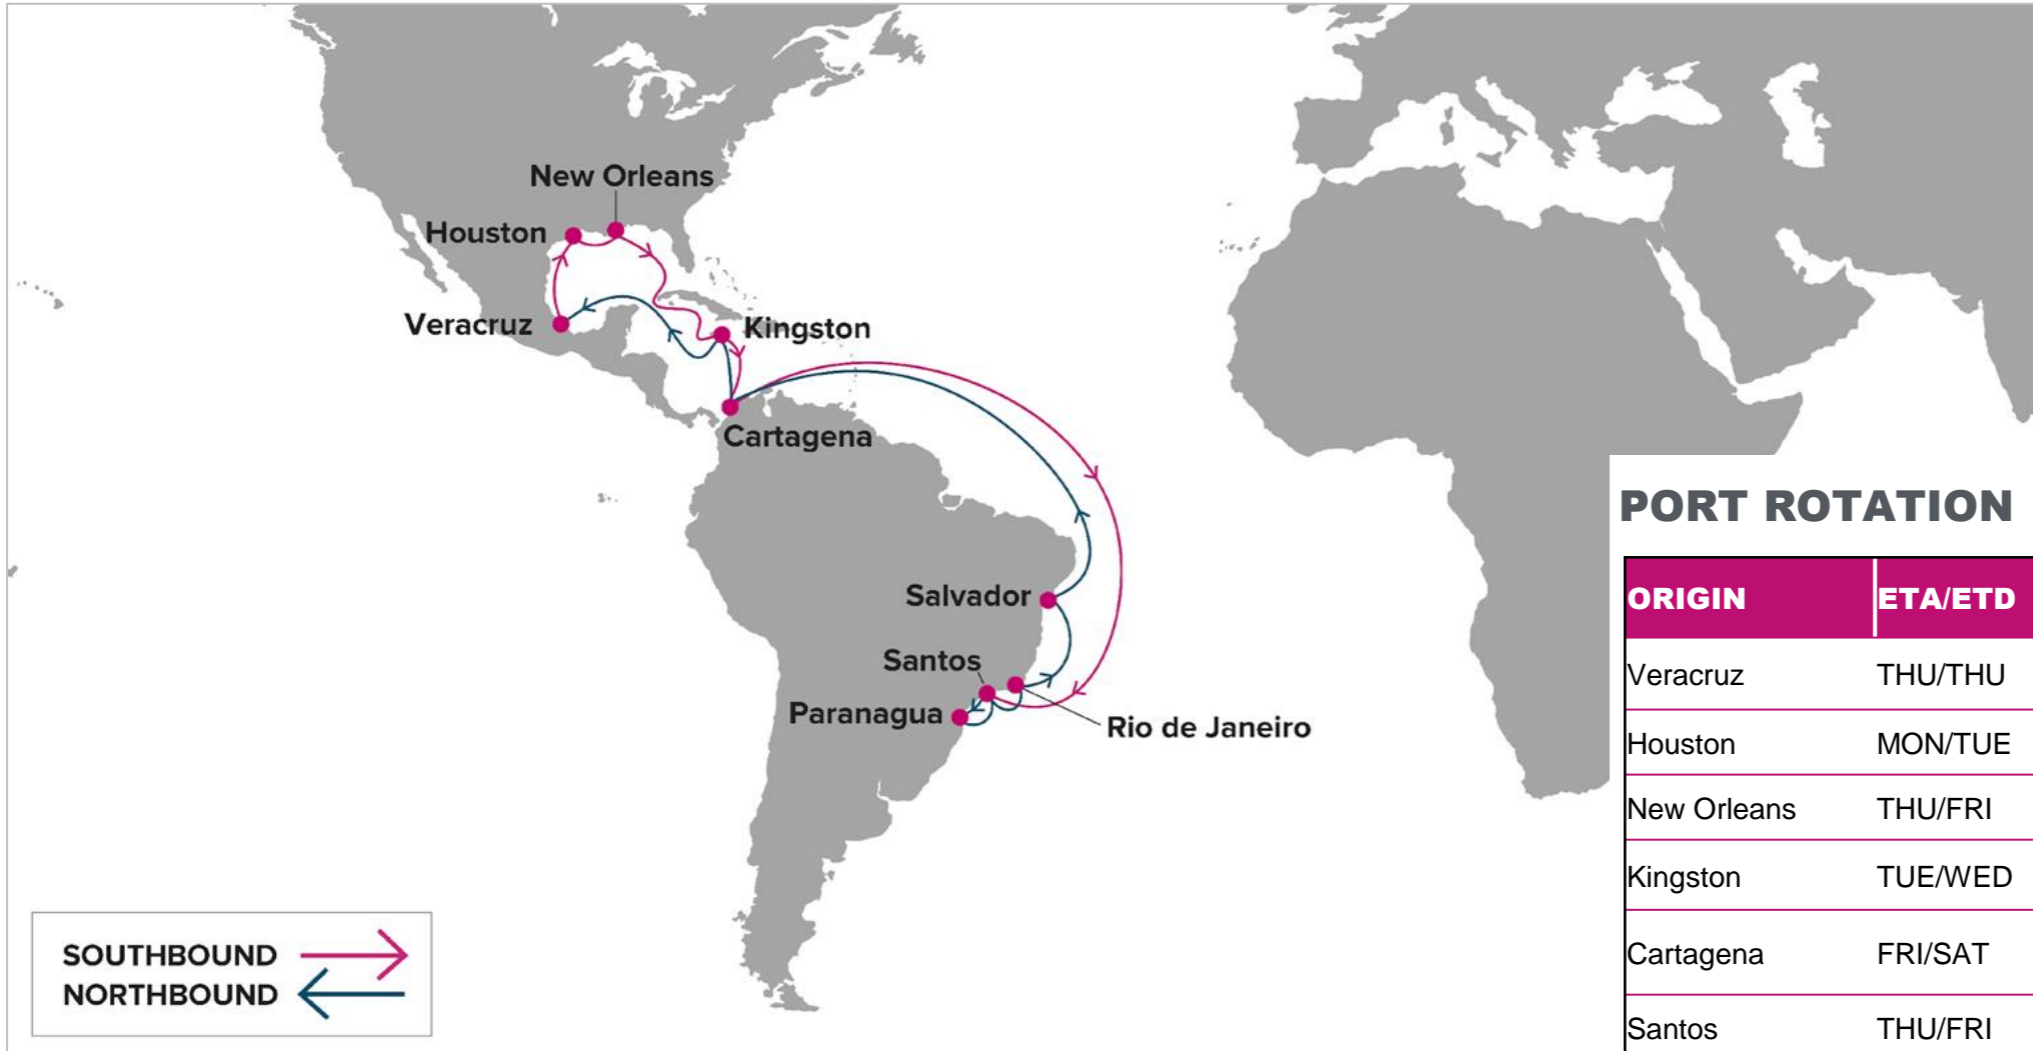 New Orleans
Houston
Veracruz
Kingston
Cartagena
Salvador
Santos
Paranagua
Rio de Janeiro
SOUTHBOUND
NORTHBOUND
PORT ROTATION
ORIGIN ETA/ETD
Veracruz THU/THU
Houston MON/TUE
New Orleans THU/FRI
Kingston TUE/WED
Cartagena FRI/SAT
Santos THU/FRI